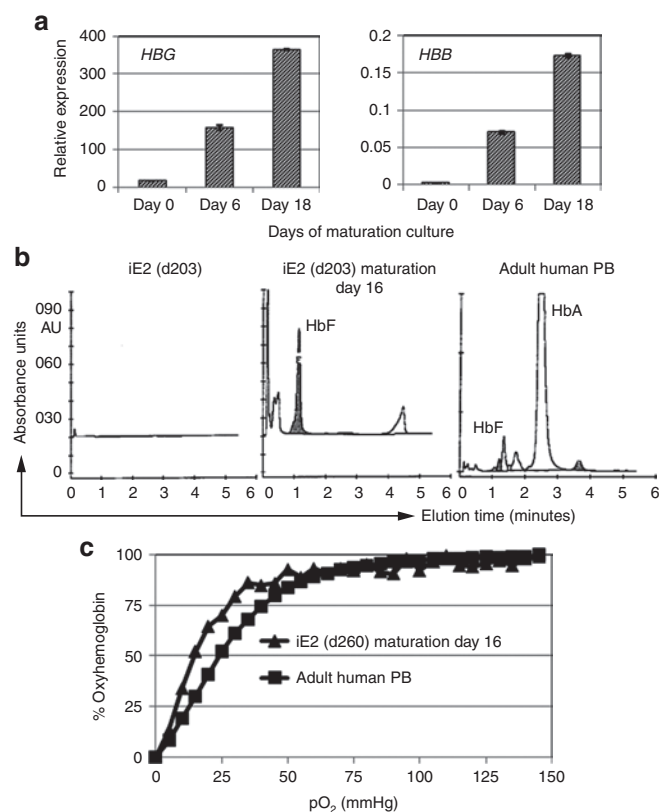 a
HBG
HBB
Relative expression
400
300
200
100
0
0.2
0.15
0.1
0.05
0
Day 0 Day 6 Day 18
Day 0 Day 6 Day 18
Days of maturation culture
b
iE2 (d203)
iE2 (d203) maturation
day 16
Adult human PB
Absorbance units
090
AU
060
030
0
HbF
HbF
HbA
0 1 2 3 4 5 6
0 1 2 3 4 5 6
0 1 2 3 4 5 6
Elution time (minutes)
c
% Oxyhemoglobin
100
75
50
25
0
iE2 (d260) maturation day 16
Adult human PB
0 25 50 75 100 125 150
pO2 (mmHg)